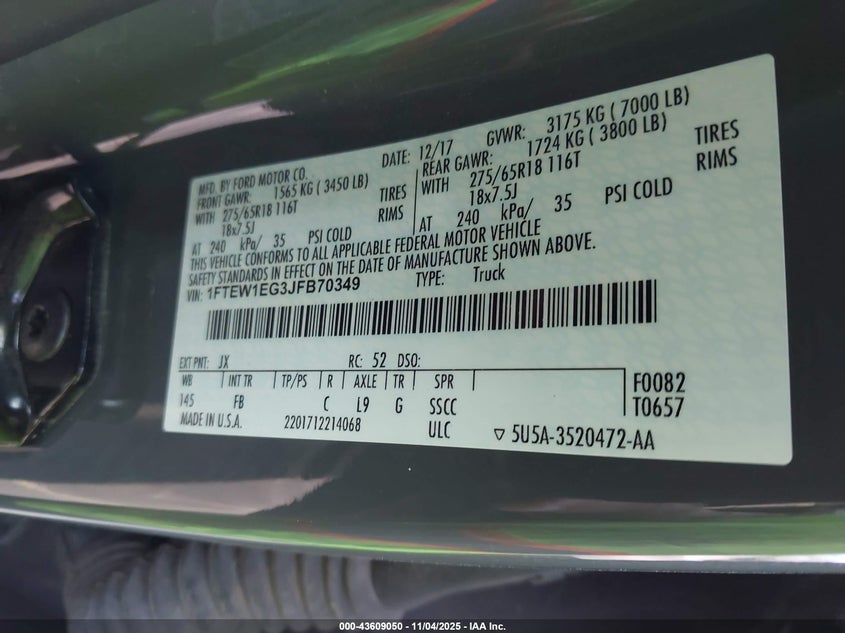 MFD. BY FORD MOTOR CO.
DATE: 12/17 GVWR: 3175 KG ( 7000 LB)
FRONT GAWR: 1565 KG ( 3450 LB) REAR GAWR: 1724 KG ( 3800 LB)
WITH 275/65R18 116T TIRES WITH 275/65R18 116T TIRES
18x7.5J RIMS 18x7.5J RIMS
AT 240 kPa/ 35 PSI COLD AT 240 kPa/ 35 PSI COLD
THIS VEHICLE CONFORMS TO ALL APPLICABLE FEDERAL MOTOR VEHICLE
SAFETY STANDARDS IN EFFECT ON THE DATE OF MANUFACTURE SHOWN ABOVE.
VIN: 1FTEW1EG3JFB70349 TYPE: Truck
EXT PNT: JX RC: 52 DSO:
WB INT TR TP/PS R AXLE TR SPR F0082
145 FB C L9 G SSCC T0657
MADE IN U.S.A. 2201712214068 ULC ▽ 5U5A-3520472-AA
000-43609050 - 11/04/2025 - IAA Inc.